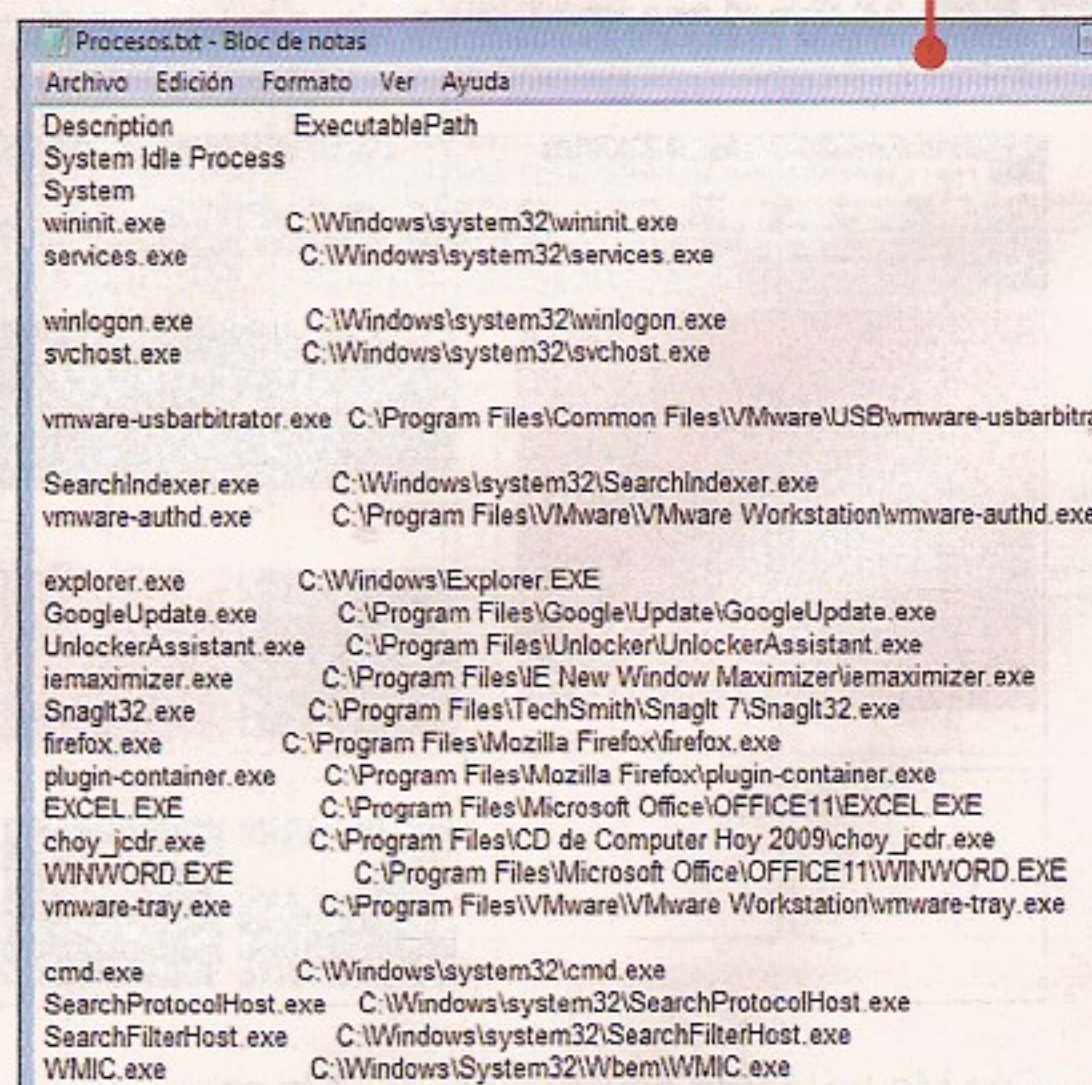 Procesos.txt - Bloc de notas
Archivo Edición Formato Ver Ayuda
Description ExecutablePath
System Idle Process
System
wininit.exe C:\Windows\system32\wininit.exe
services.exe C:\Windows\system32\services.exe
winlogon.exe C:\Windows\system32\winlogon.exe
svchost.exe C:\Windows\system32\svchost.exe
vmware-usbarbitrator.exe C:\Program Files\Common Files\VMware\USB\vmware-usbarbitra
SearchIndexer.exe C:\Windows\system32\SearchIndexer.exe
vmware-authd.exe C:\Program Files\VMware\VMware Workstation\vmware-authd.exe
explorer.exe C:\Windows\Explorer.EXE
GoogleUpdate.exe C:\Program Files\Google\Update\GoogleUpdate.exe
UnlockerAssistant.exe C:\Program Files\Unlocker\UnlockerAssistant.exe
iemaximizer.exe C:\Program Files\IE New Window Maximizer\iemaximizer.exe
SnagIt32.exe C:\Program Files\TechSmith\SnagIt 7\SnagIt32.exe
firefox.exe C:\Program Files\Mozilla Firefox\firefox.exe
plugin-container.exe C:\Program Files\Mozilla Firefox\plugin-container.exe
EXCEL.EXE C:\Program Files\Microsoft Office\OFFICE11\EXCEL.EXE
choy_jcdr.exe C:\Program Files\CD de Computer Hoy 2009\choy_jcdr.exe
WINWORD.EXE C:\Program Files\Microsoft Office\OFFICE11\WINWORD.EXE
vmware-tray.exe C:\Program Files\VMware\VMware Workstation\vmware-tray.exe
cmd.exe C:\Windows\system32\cmd.exe
SearchProtocolHost.exe C:\Windows\system32\SearchProtocolHost.exe
SearchFilterHost.exe C:\Windows\system32\SearchFilterHost.exe
WMIC.exe C:\Windows\System32\Wbem\WMIC.exe